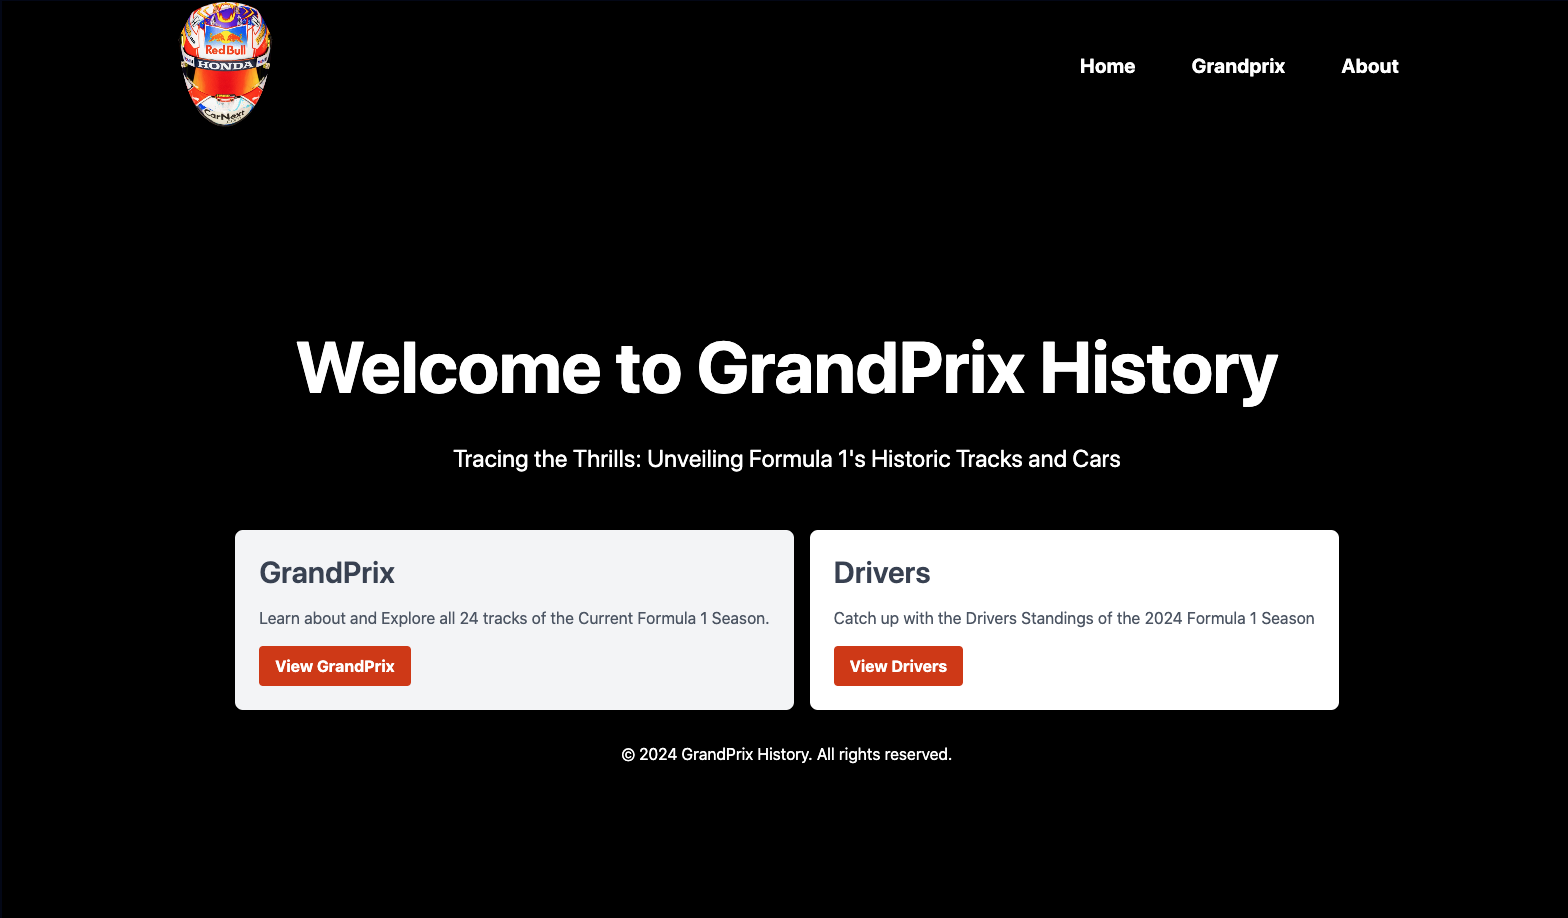 Red Bull
HONDA
CarNext
Home Grandprix About
Welcome to GrandPrix History
Tracing the Thrills: Unveiling Formula 1's Historic Tracks and Cars
GrandPrix
Learn about and Explore all 24 tracks of the Current Formula 1 Season.
View GrandPrix
Drivers
Catch up with the Drivers Standings of the 2024 Formula 1 Season
View Drivers
© 2024 GrandPrix History. All rights reserved.